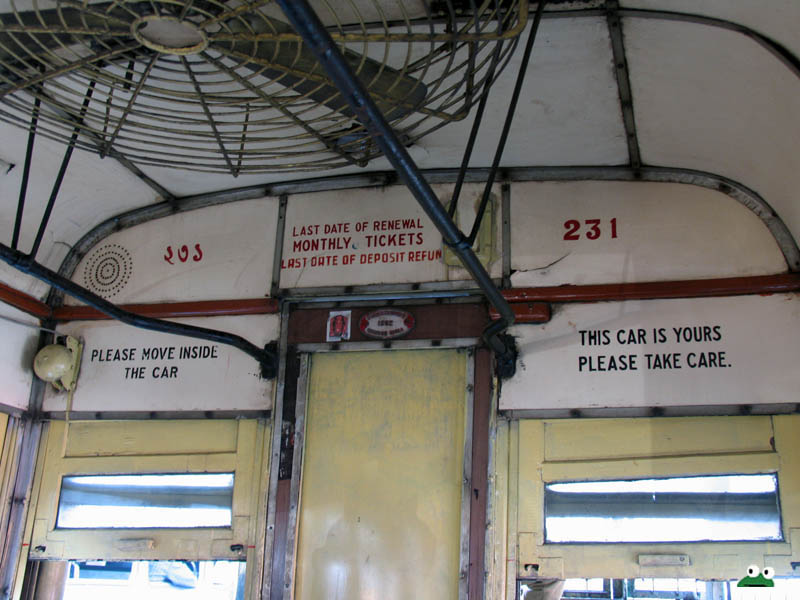 LAST DATE OF RENEWAL
MONTHLY TICKETS
LAST DATE OF DEPOSIT REFUN
২৩১
231
PLEASE MOVE INSIDE
THE CAR
THIS CAR IS YOURS
PLEASE TAKE CARE.